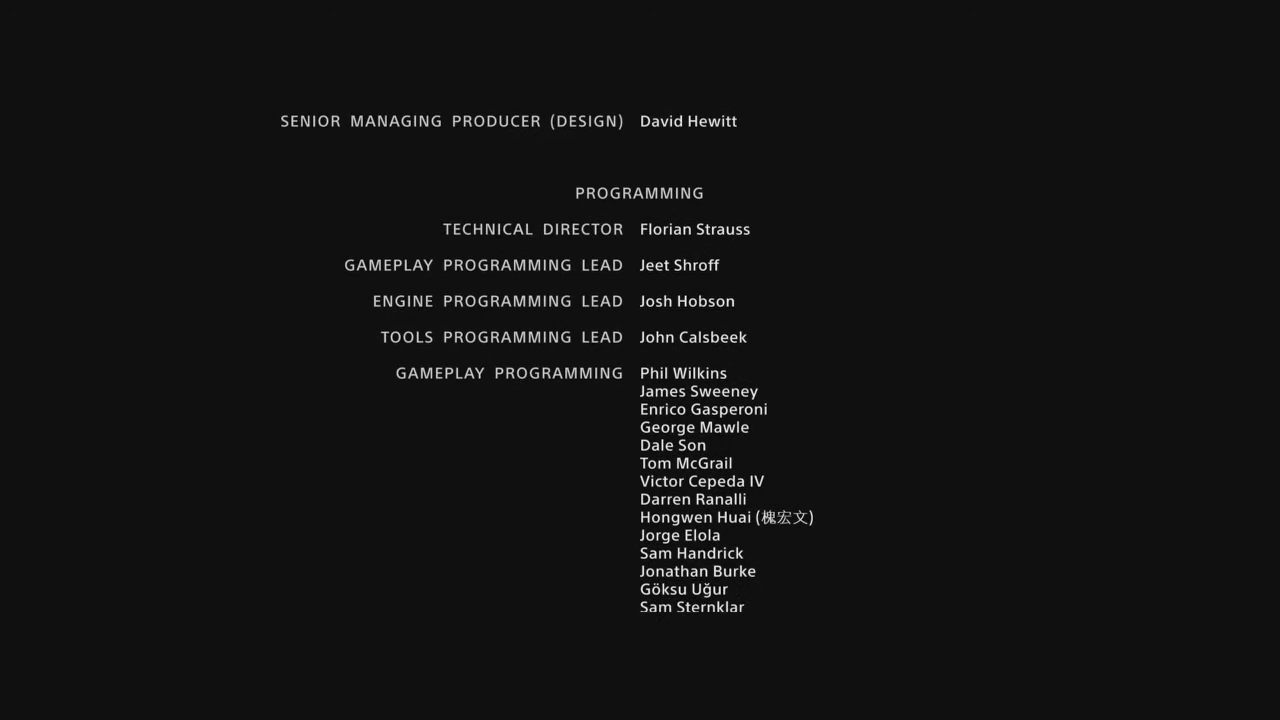 SENIOR MANAGING PRODUCER (DESIGN) David Hewitt
PROGRAMMING
TECHNICAL DIRECTOR Florian Strauss
GAMEPLAY PROGRAMMING LEAD Jeet Shroff
ENGINE PROGRAMMING LEAD Josh Hobson
TOOLS PROGRAMMING LEAD John Calsbeek
GAMEPLAY PROGRAMMING Phil Wilkins
James Sweeney
Enrico Gasperoni
George Mawle
Dale Son
Tom McGrail
Victor Cepeda IV
Darren Ranalli
Hongwen Huai (槐宏文)
Jorge Elola
Sam Handrick
Jonathan Burke
Göksu Uğur
Sam Sternklar